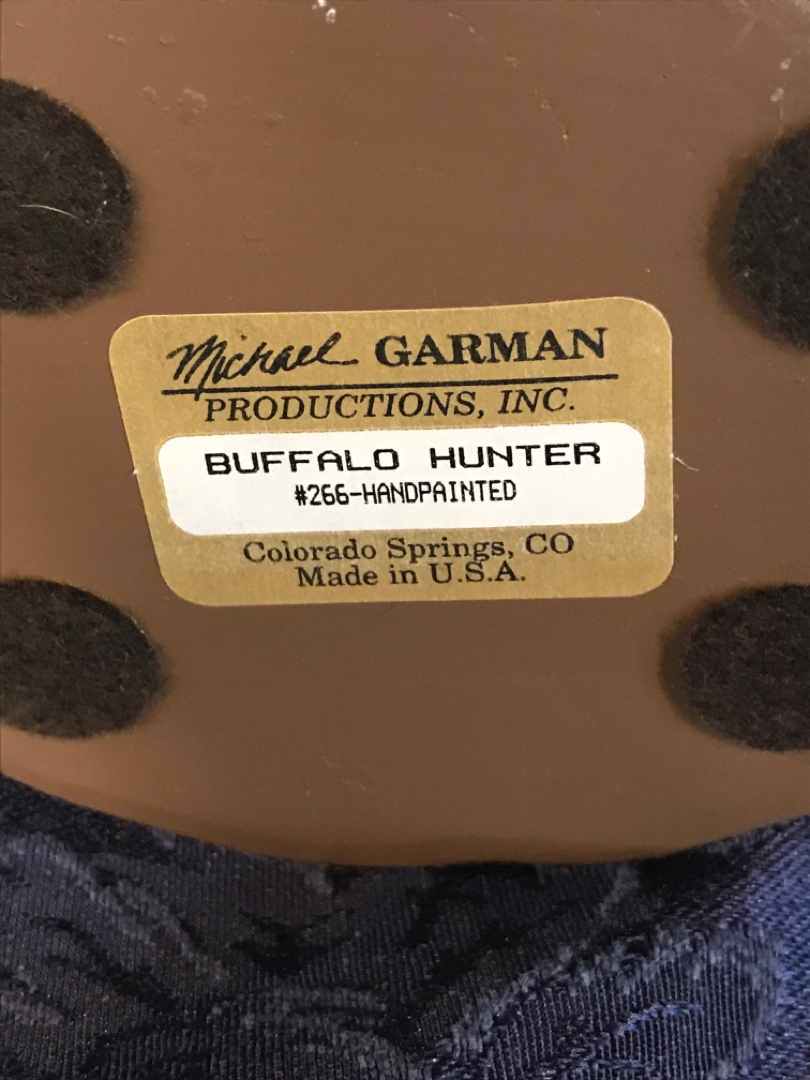 Michael GARMAN
PRODUCTIONS, INC.
BUFFALO HUNTER
#266-HANDPAINTED
Colorado Springs, CO
Made in U.S.A.